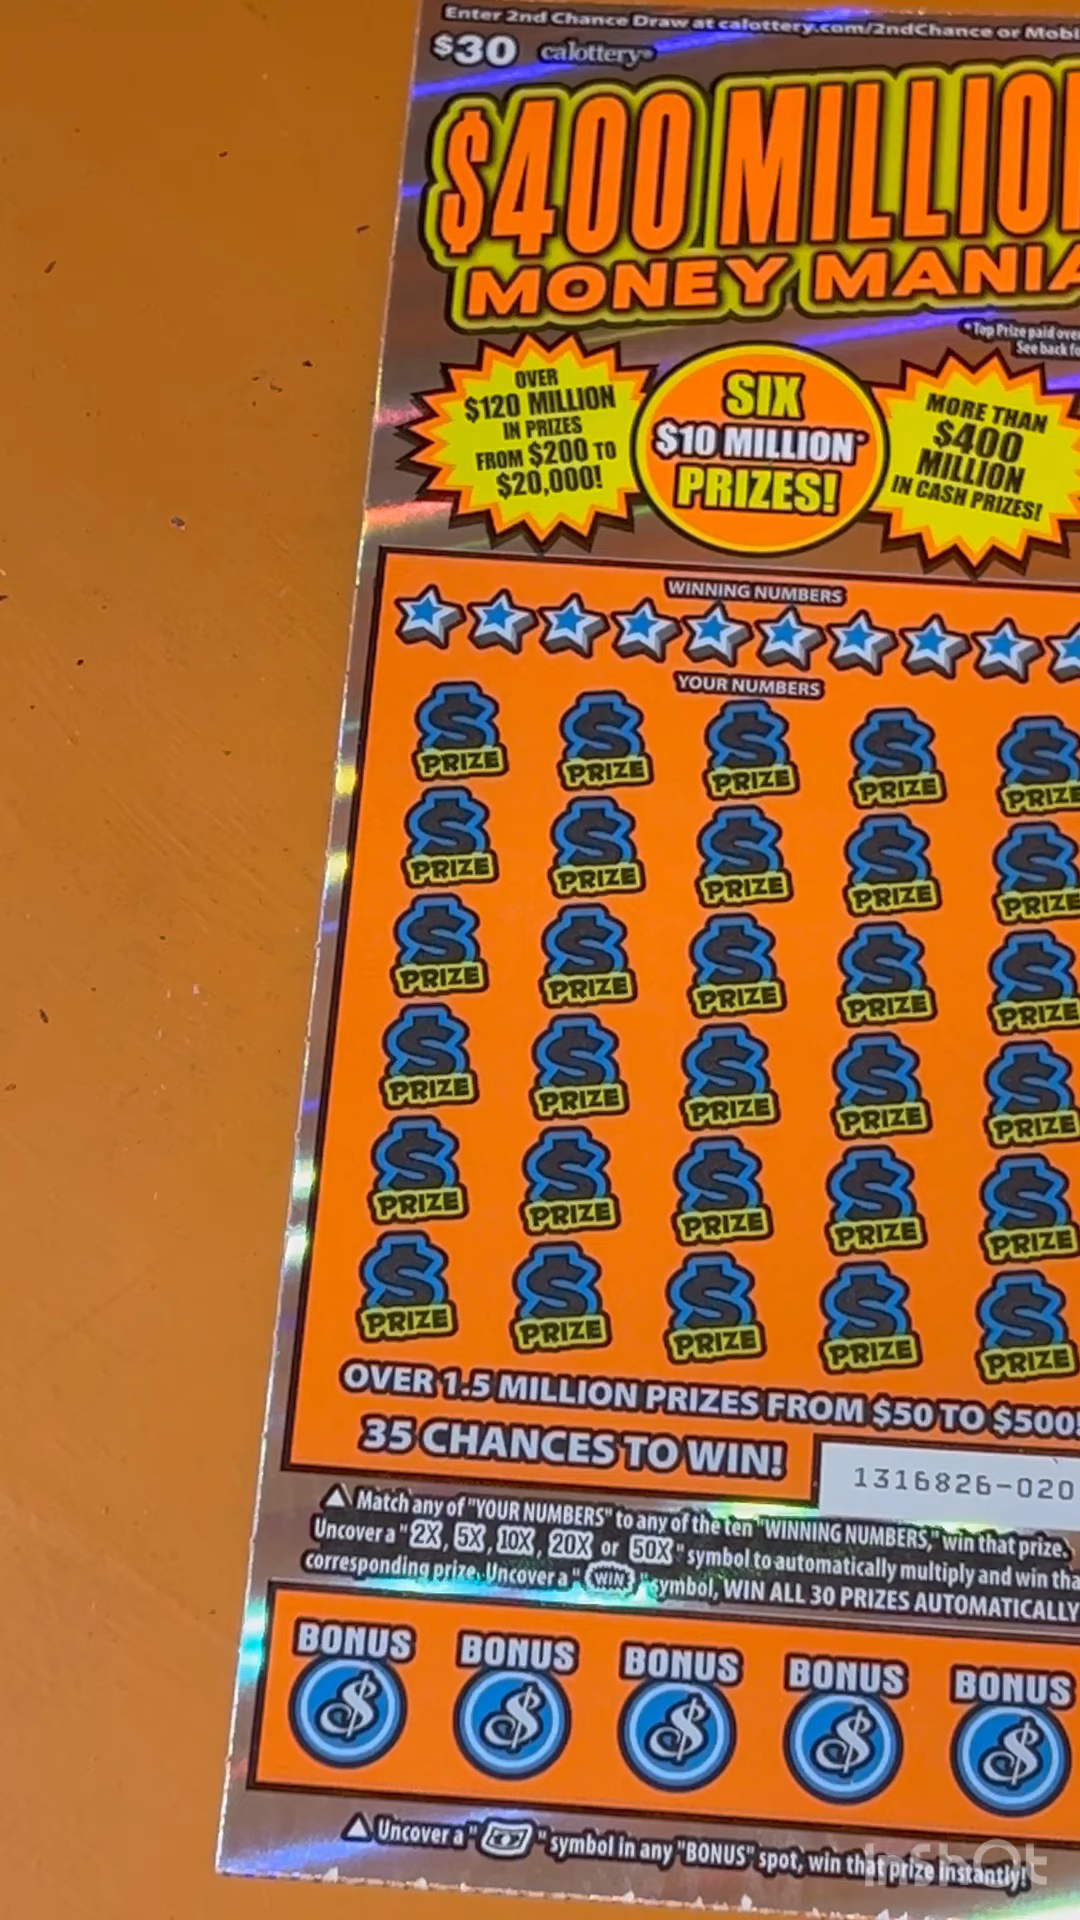 Enter 2nd Chance Draw at calottery.com/2ndChance or Mobi
$30 calottery
$400 MILLIO
MONEY MANIA
*Top Prize paid over
See back fo
OVER
$120 MILLION
IN PRIZES
FROM $200 TO
$20,000!
SIX
$10 MILLION*
PRIZES!
MORE THAN
$400
MILLION
IN CASH PRIZES!
WINNING NUMBERS
YOUR NUMBERS
PRIZE PRIZE PRIZE PRIZE PRIZE
PRIZE PRIZE PRIZE PRIZE PRIZE
PRIZE PRIZE PRIZE PRIZE PRIZE
PRIZE PRIZE PRIZE PRIZE PRIZE
PRIZE PRIZE PRIZE PRIZE PRIZE
PRIZE PRIZE PRIZE PRIZE PRIZE
OVER 1.5 MILLION PRIZES FROM $50 TO $500!
35 CHANCES TO WIN!
1316826-020
Match any of "YOUR NUMBERS" to any of the ten "WINNING NUMBERS," win that prize.
Uncover a "2X, 5X, 10X, 20X or 50X" symbol to automatically multiply and win tha
corresponding prize. Uncover a "WIN" symbol, WIN ALL 30 PRIZES AUTOMATICALLY
BONUS BONUS BONUS BONUS BONUS
Uncover a " " symbol in any "BONUS" spot, win that prize instantly!
InShOt